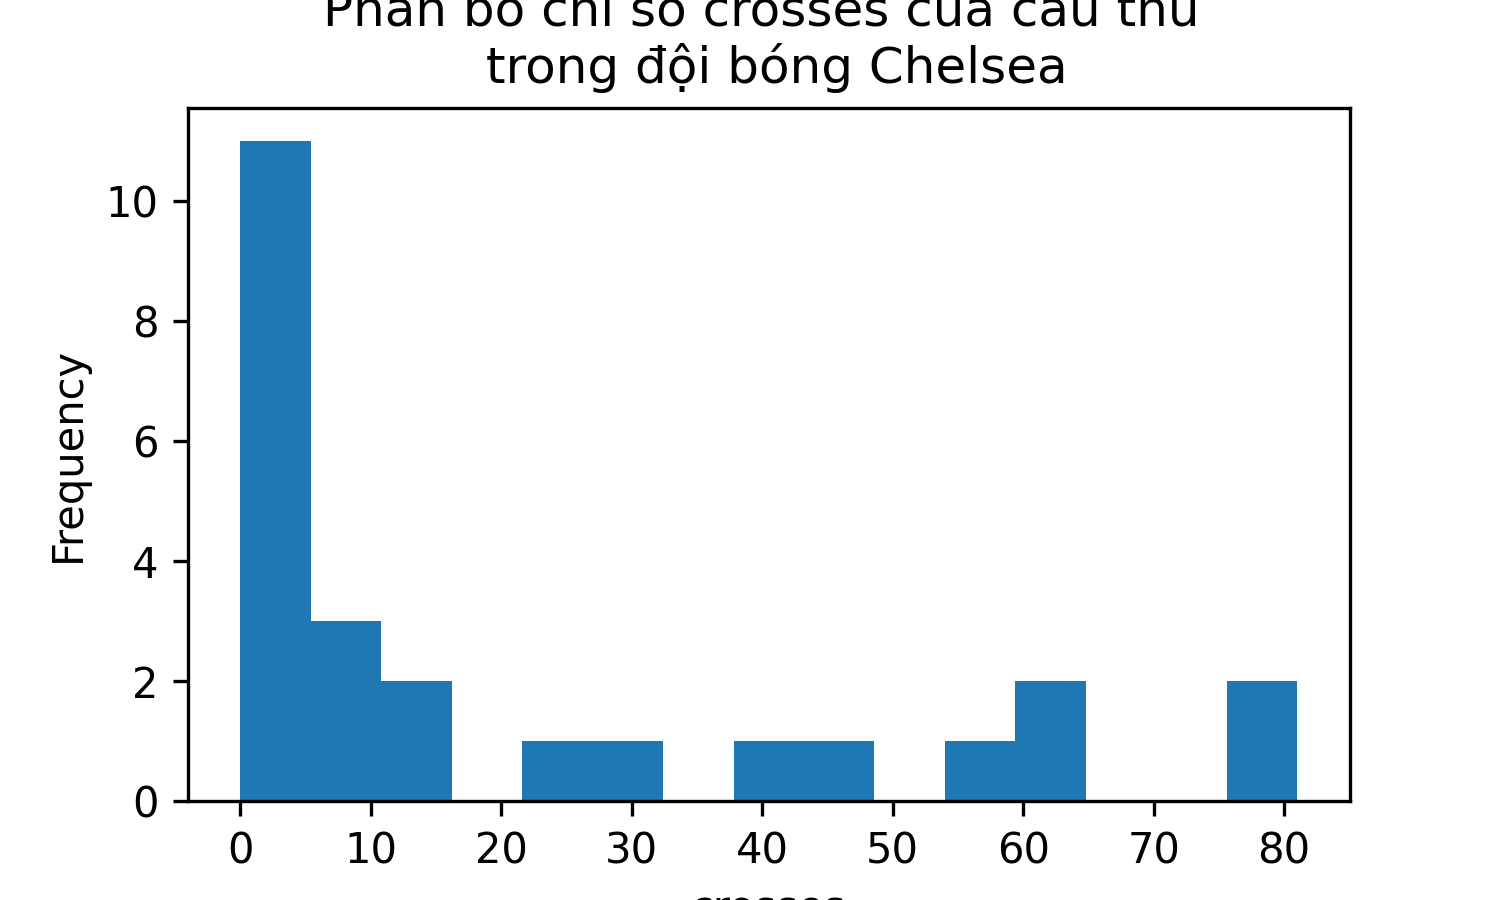 Phân bố chỉ số crosses của cầu thủ
trong đội bóng Chelsea
Frequency
10
8
6
4
2
0
0 10 20 30 40 50 60 70 80
crosses